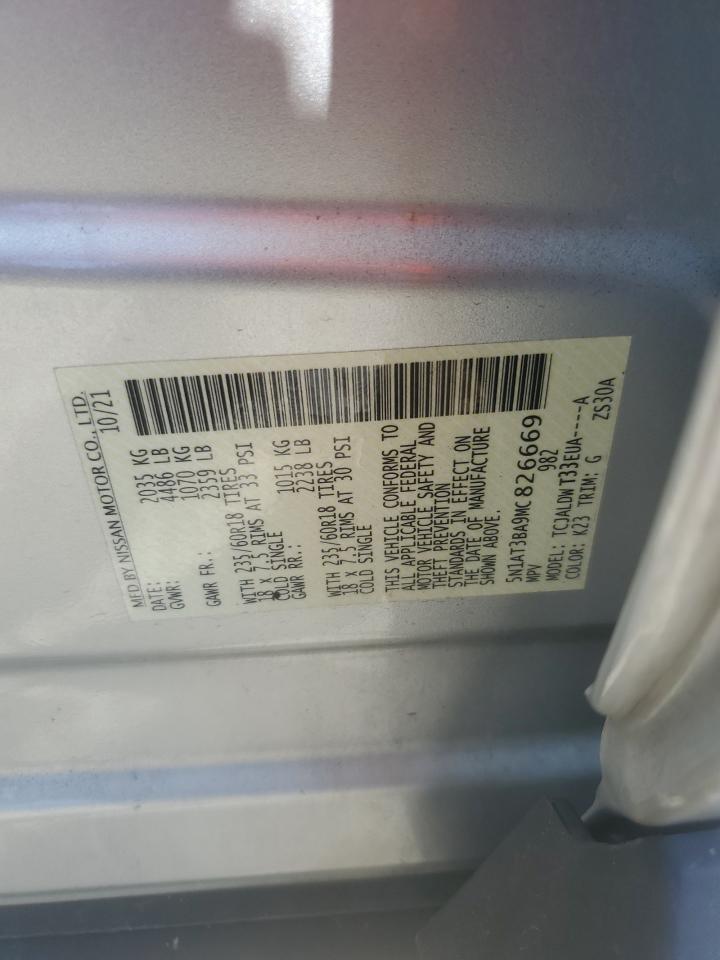 MFD BY NISSAN MOTOR CO., LTD.
DATE: 10/21
GVWR: 2035 KG
4486 LB
GAWR FR.: 1070 KG
2359 LB
WITH 235/60R18 TIRES
18 X 7.5 RIMS AT 33 PSI
COLD SINGLE
GAWR RR.: 1015 KG
2238 LB
WITH 235/60R18 TIRES
18 X 7.5 RIMS AT 30 PSI
COLD SINGLE
THIS VEHICLE CONFORMS TO
ALL APPLICABLE FEDERAL
MOTOR VEHICLE SAFETY AND
THEFT PREVENTION
STANDARDS IN EFFECT ON
THE DATE OF MANUFACTURE
SHOWN ABOVE.
5N1AT3BA9MC826669
MPV 982
MODEL: TCJALDWT33EUA----A
COLOR: K23 TRIM: G ZS30A